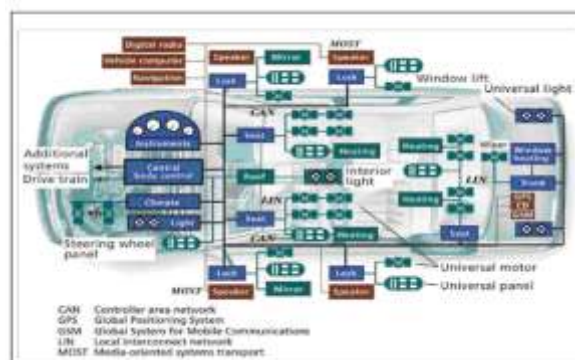 Digital radio
Vehicle computer
Navigation
Speaker
Mirror
MOST
Speaker
Lock
Lock
Window lift
Universal light
CAN
Instruments
Seat
Heating
Heating
Wiper
Window heating
Additional systems
Central body control
Roof
Interior light
Drive train
LIN
LIN
Trunk
Climate
Heating
Light
Seat
Heating
Seat
Steering wheel panel
CAN
Lock
Lock
Universal motor
MOST
Speaker
Mirror
Speaker
Universal panel
CAN Controller area network
GPS Global Positioning System
GSM Global System for Mobile Communications
LIN Local interconnect network
MOST Media-oriented systems transport